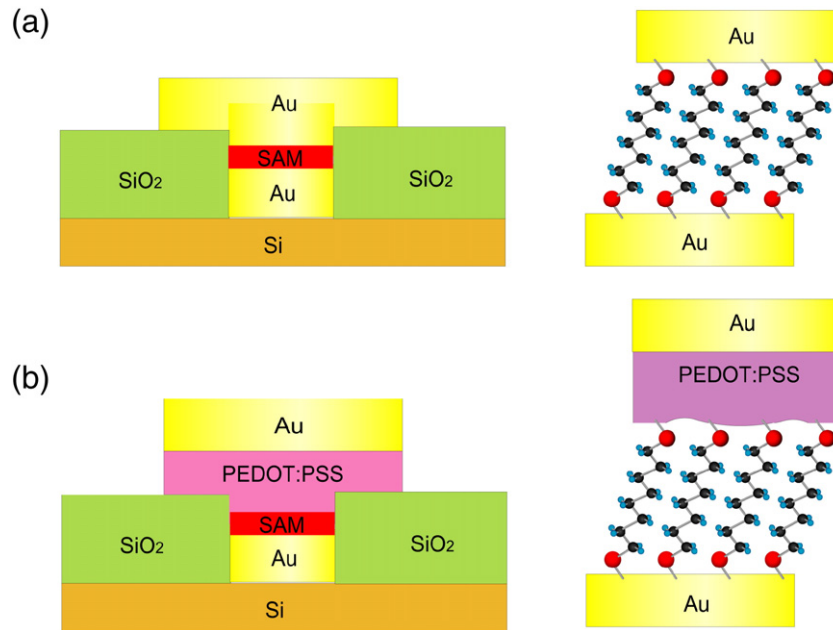 (a)
Au
Au
SAM
SiO₂
SiO₂
Au
Si
Au
(b)
Au
Au
PEDOT:PSS
PEDOT:PSS
SAM
SiO₂
SiO₂
Au
Si
Au